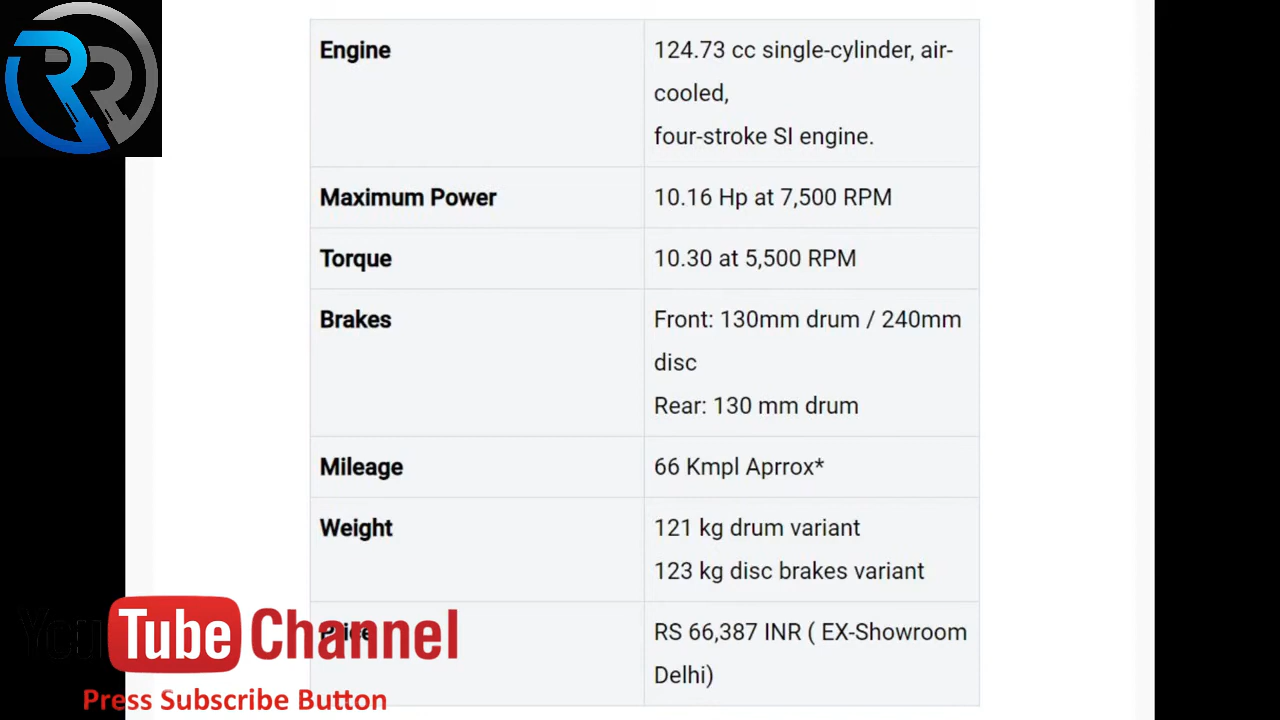 RR
Engine
124.73 cc single-cylinder, air-
cooled,
four-stroke SI engine.
Maximum Power
10.16 Hp at 7,500 RPM
Torque
10.30 at 5,500 RPM
Brakes
Front: 130mm drum / 240mm
disc
Rear: 130 mm drum
Mileage
66 Kmpl Aprrox*
Weight
121 kg drum variant
123 kg disc brakes variant
Price
RS 66,387 INR ( EX-Showroom
Delhi)
YouTube Channel
Press Subscribe Button